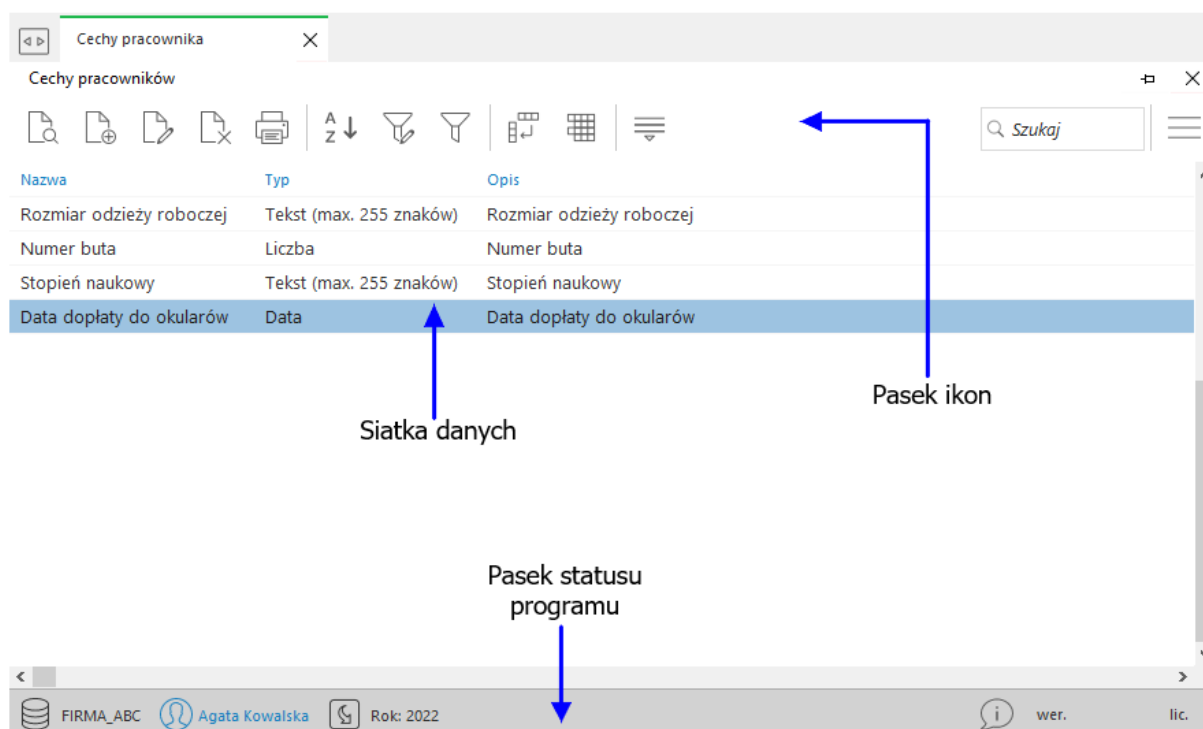 Cechy pracownika
Cechy pracowników
Szukaj
Nazwa Typ Opis
Rozmiar odzieży roboczej Tekst (max. 255 znaków) Rozmiar odzieży roboczej
Numer buta Liczba Numer buta
Stopień naukowy Tekst (max. 255 znaków) Stopień naukowy
Data dopłaty do okularów Data Data dopłaty do okularów
Pasek ikon
Siatka danych
Pasek statusu
programu
FIRMA_ABC Agata Kowalska Rok: 2022 wer. lic.